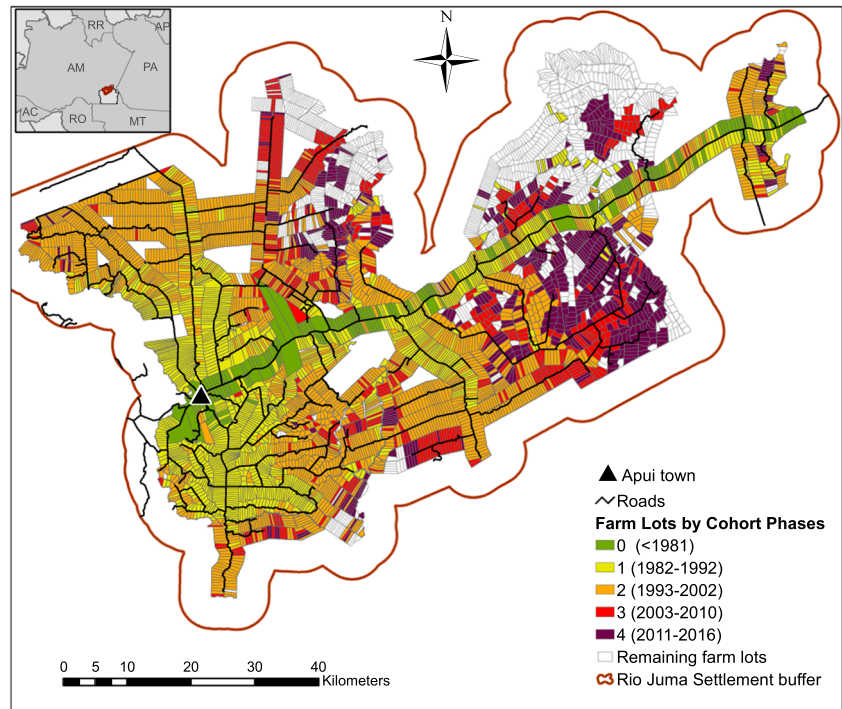 RR
AP
AM
PA
AC
RO
MT
N
Apui town
Roads
Farm Lots by Cohort Phases
0 (<1981)
1 (1982-1992)
2 (1993-2002)
3 (2003-2010)
4 (2011-2016)
Remaining farm lots
Rio Juma Settlement buffer
0 5 10 20 30 40
Kilometers